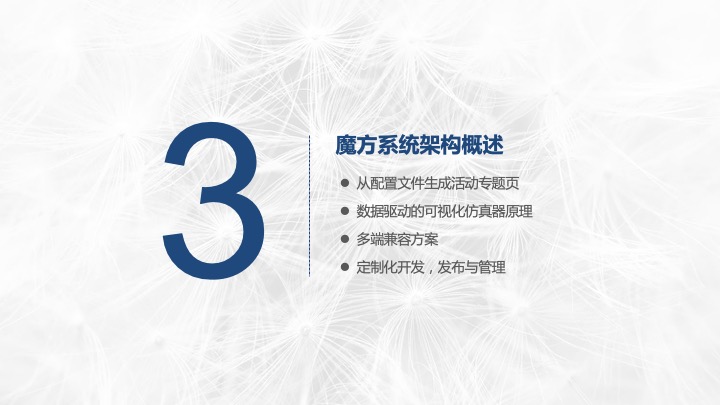 3
魔方系统架构概述
● 从配置文件生成活动专题页
● 数据驱动的可视化仿真器原理
● 多端兼容方案
● 定制化开发，发布与管理